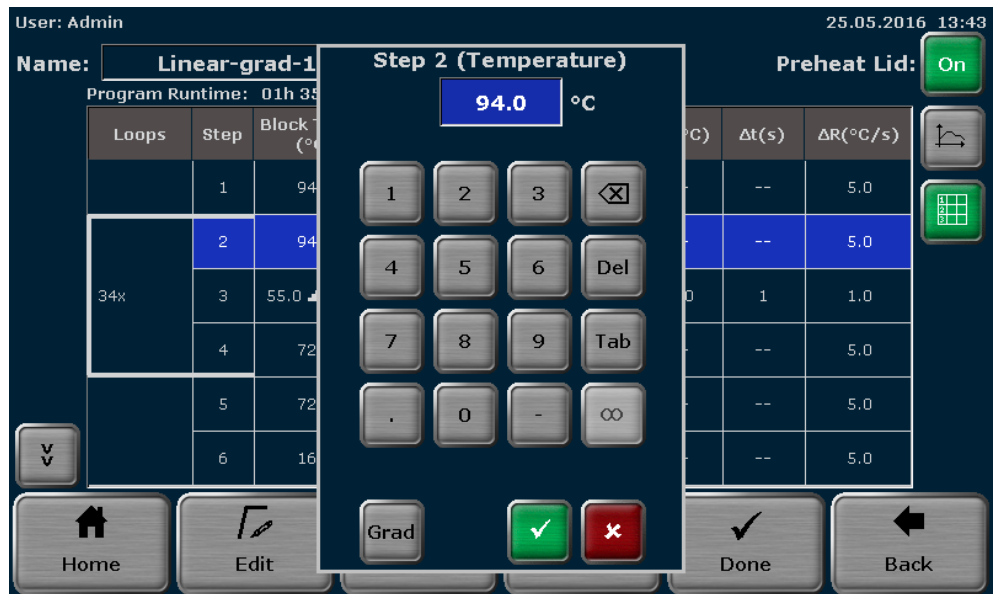 User: Admin
25.05.2016 13:43
Name: Linear-grad-1
Preheat Lid: On
Program Runtime: 01h
Loops Step Block
Δt(s) ΔR(°C/s)
1 94 -- 5.0
2 94 -- 5.0
34x 3 55.0 1 1.0
4 72 -- 5.0
5 72 -- 5.0
6 16 -- 5.0
Step 2 (Temperature)
94.0 °C
1 2 3
4 5 6 Del
7 8 9 Tab
. 0 - ∞
Grad
Home Edit Done Back